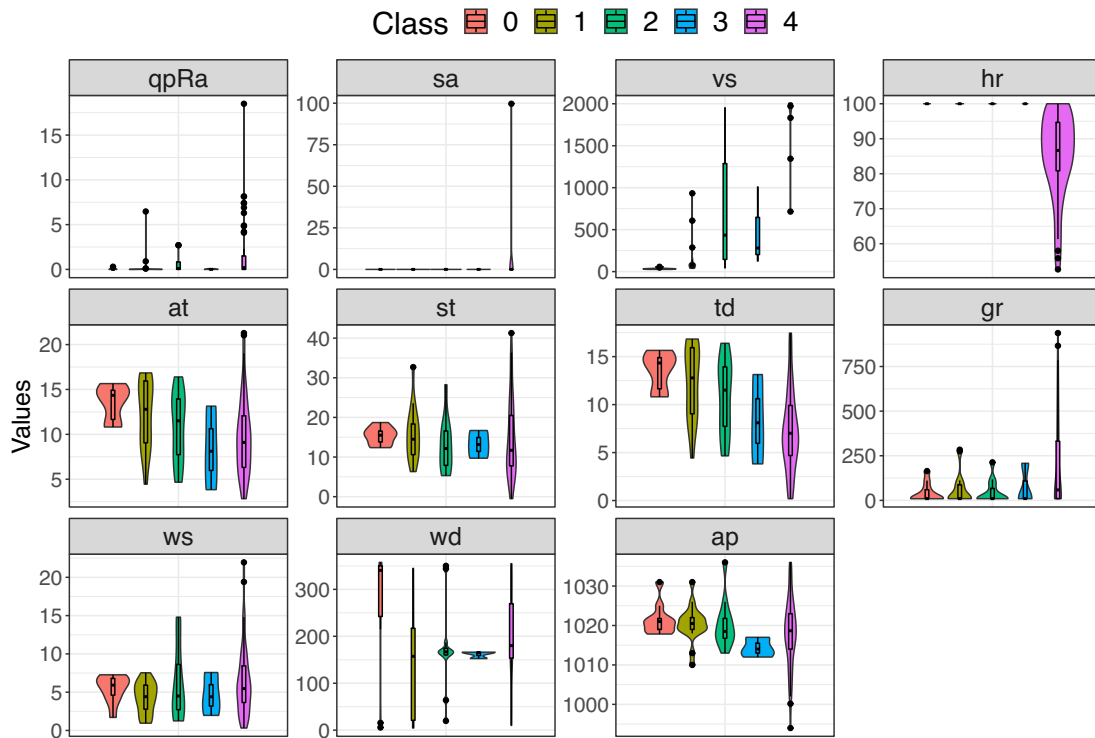 Class 0 1 2 3 4
qpRa sa vs hr
15 10 5 0
100 75 50 25 0
2000 1500 1000 500 0
100 90 80 70 60
at st td gr
20 15 10 5
40 30 20 10 0
15 10 5 0
750 500 250 0
Values
ws wd ap
20 15 10 5 0
300 200 100 0
1030 1020 1010 1000